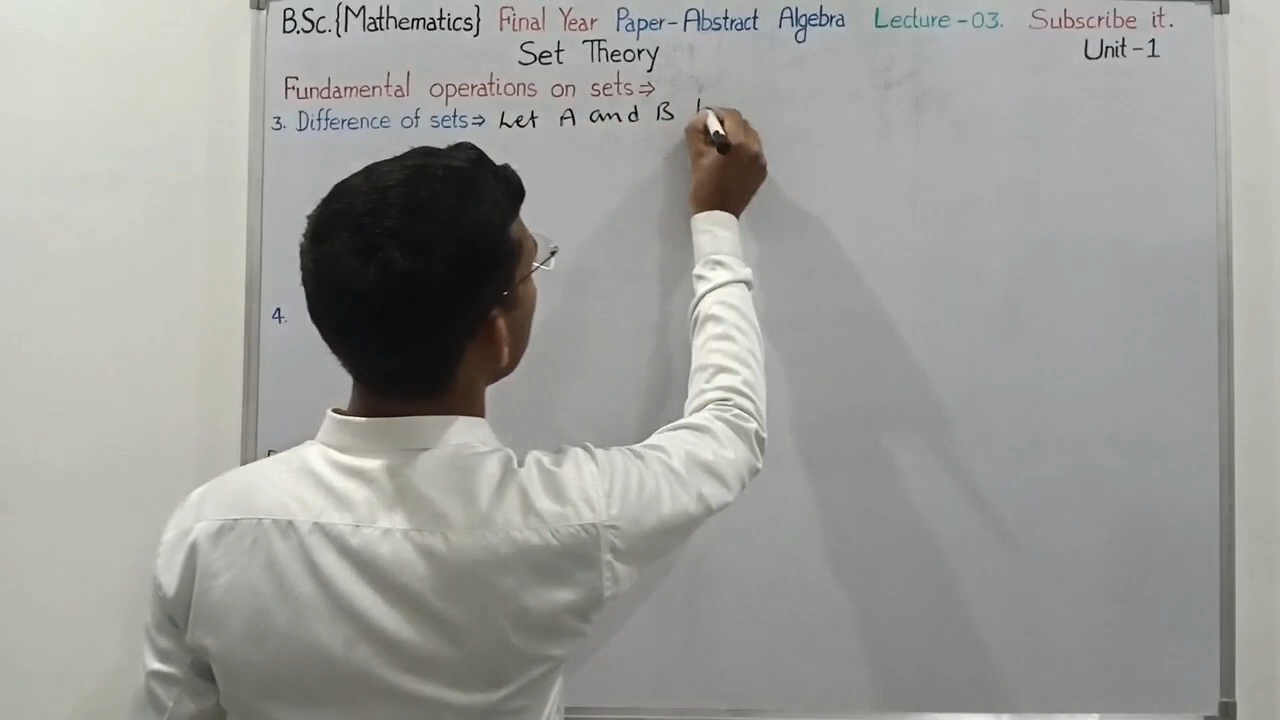 B.Sc.{Mathematics} Final Year Paper-Abstract Algebra Lecture-03. Subscribe it.
Set Theory Unit-1
Fundamental operations on sets⇒
3. Difference of sets⇒ Let A and B
4.